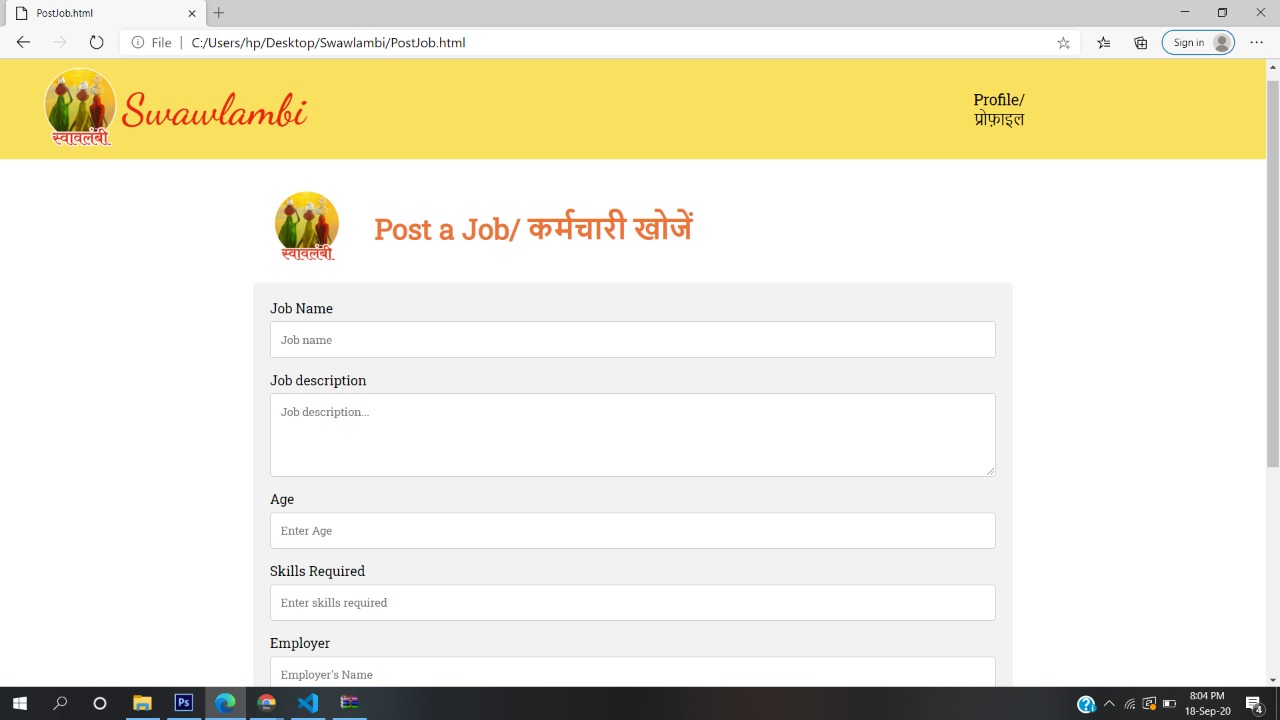 PostJob.html
File | C:/Users/hp/Desktop/Swawlambi/PostJob.html
Sign in
स्वावलंबी
Swawlambi
Profile/
प्रोफ़ाइल
स्वावलंबी
Post a Job/ कर्मचारी खोजें
Job Name
Job name
Job description
Job description...
Age
Enter Age
Skills Required
Enter skills required
Employer
Employer's Name
Ps
8:04 PM
18-Sep-20
4